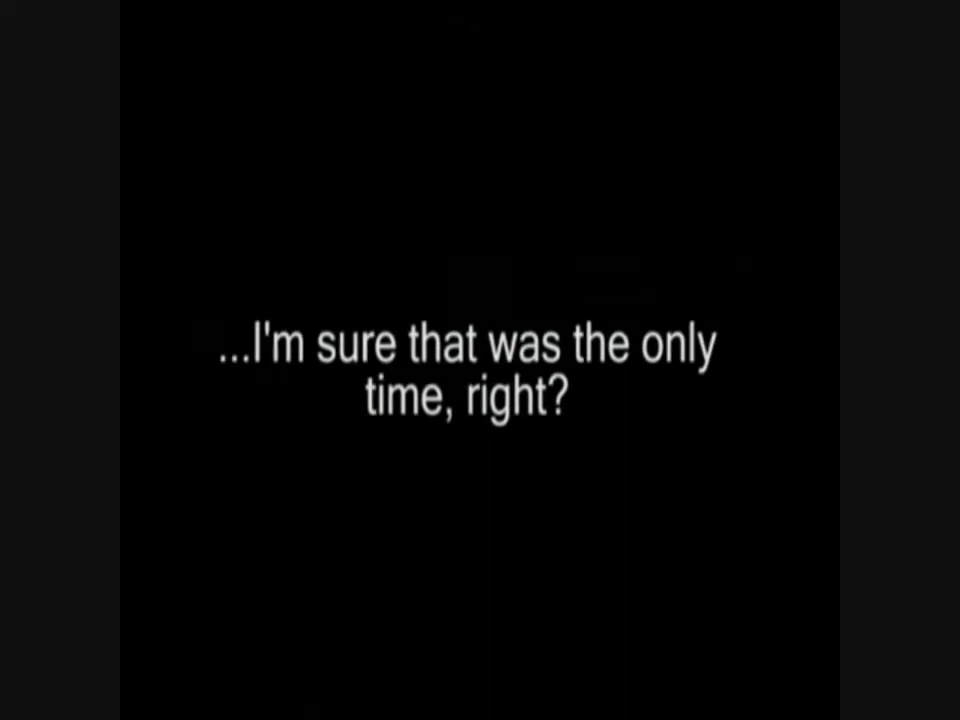 ...I'm sure that was the only
time, right?